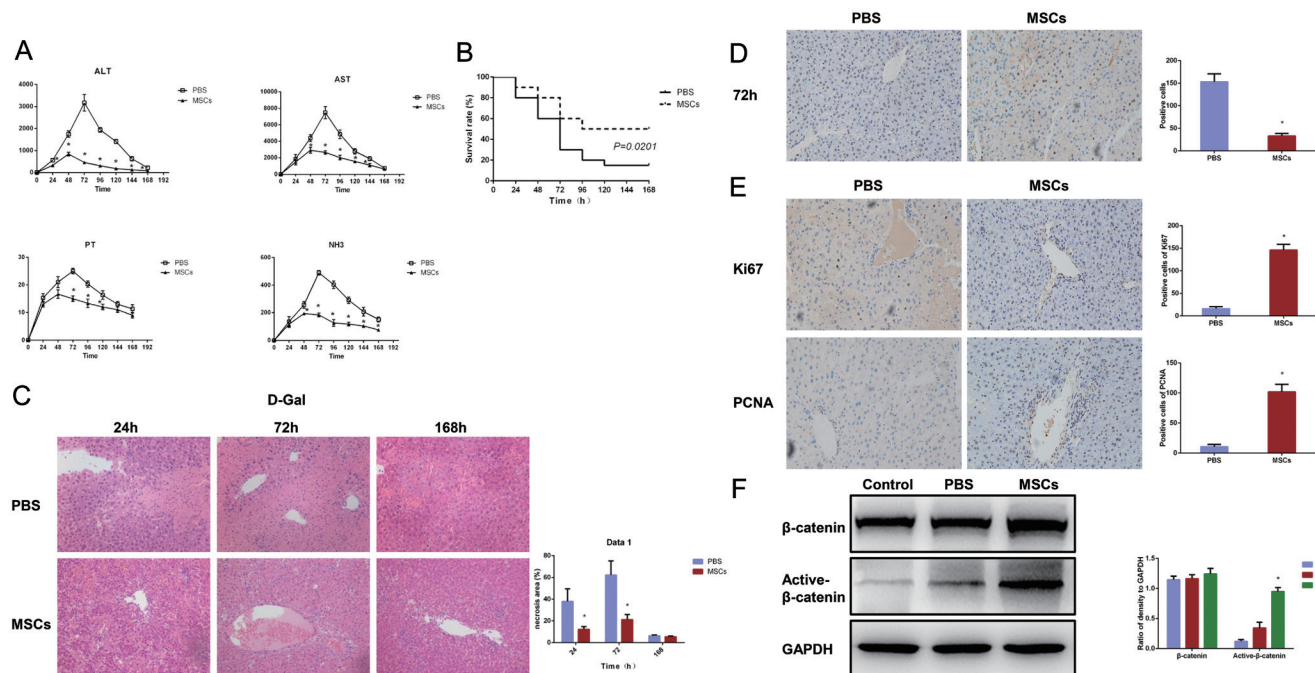 A
ALT
4000
3000
2000
1000
0
0 24 48 72 96 120 144 168 192
Time
PBS
MSCs
* * * * * * *
AST
10000
8000
6000
4000
2000
0
0 24 48 72 96 120 144 168 192
Time
PBS
MSCs
* * * * * *
PT
30
20
10
0
0 24 48 72 96 120 144 168 192
Time
PBS
MSCs
* * *
NH3
600
400
200
0
0 24 48 72 96 120 144 168 192
Time
PBS
MSCs
* * * * * *
B
Survival rate (%)
100
80
60
40
20
0
0 24 48 72 96 120 144 168
Time (h)
PBS
MSCs
P=0.0201
C
D-Gal
24h 72h 168h
PBS
MSCs
Data 1
necrosis area (%)
80
60
40
20
0
24 72 168
Time (h)
PBS
MSCs
* *
D
PBS MSCs
72h
Positive cells
200
150
100
50
0
PBS MSCs
*
E
PBS MSCs
Ki67
Positive cells of Ki67
200
150
100
50
0
PBS MSCs
*
PCNA
Positive cells of PCNA
150
100
50
0
PBS MSCs
*
F
Control PBS MSCs
β-catenin
Active-
β-catenin
GAPDH
Ratio of density to GAPDH
1.5
1.0
0.5
0.0
β-catenin Active-β-catenin
*